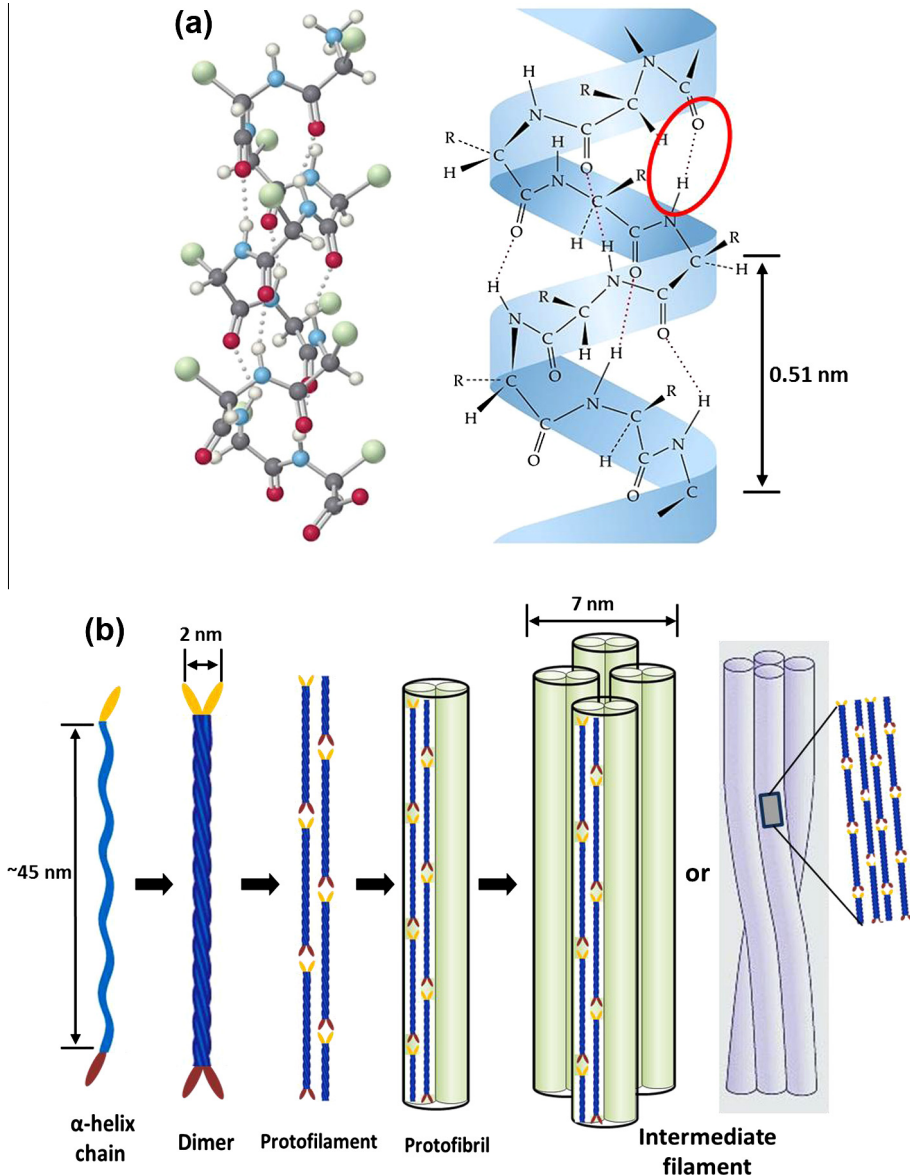 (a)
H
N
C
R
C
O
H
H
N
R
C
H
C
O
H
N
R
C
H
C
O
H
N
C
R
H
C
O
0.51 nm
H
N
R
C
H
C
O
H
N
C
R
H
C
O
H
N
R
C
H
C
O
H
N
C
(b)
2 nm
7 nm
~45 nm
or
α-helix
chain
Dimer
Protofilament
Protofibril
Intermediate
filament